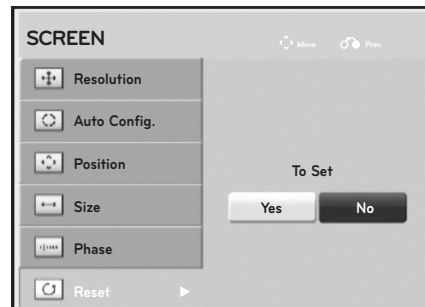 SCREEN
Move Prev.
Resolution
Auto Config.
Position
Size
Phase
Reset
To Set
Yes No